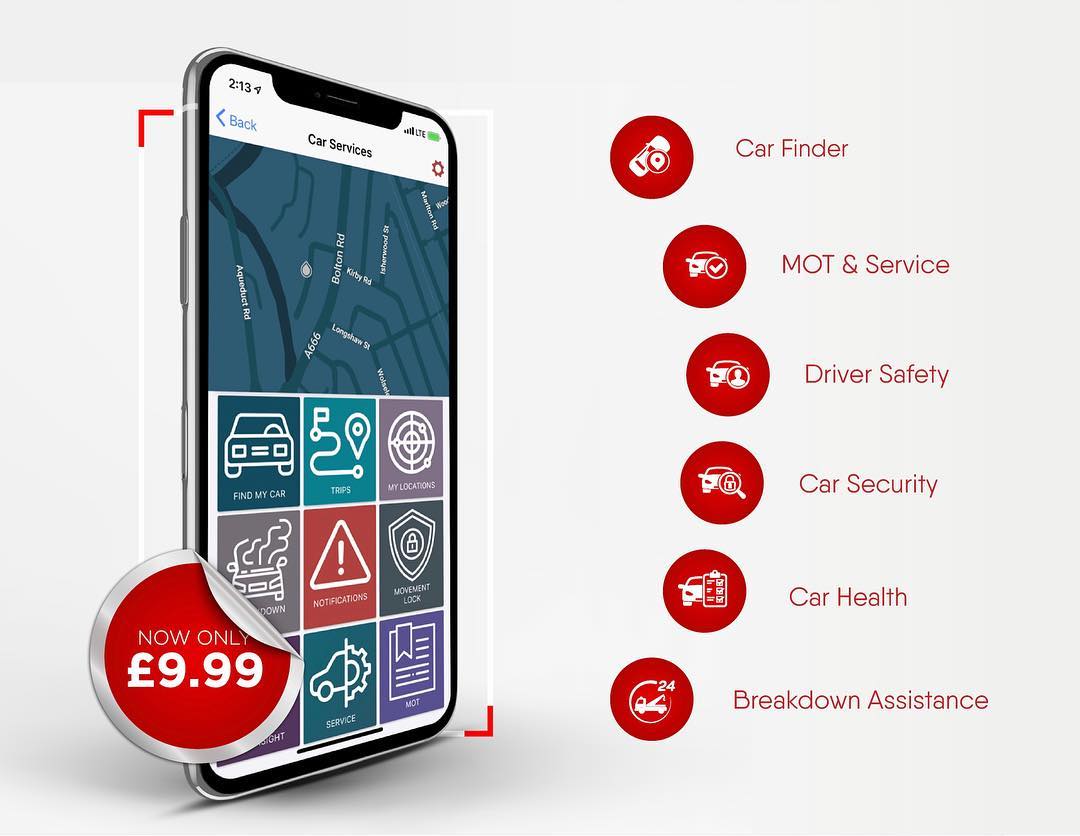 2:13
LTE
Back
Car Services
Marlton Rd
Isherwood St
Bolton Rd
Kirby Rd
Aqueduct Rd
Longshaw St
A666
FIND MY CAR
TRIPS
MY LOCATIONS
NOTIFICATIONS
MOVEMENT
LOCK
SERVICE
MOT
NOW ONLY
£9.99
Car Finder
MOT & Service
Driver Safety
Car Security
Car Health
24
Breakdown Assistance